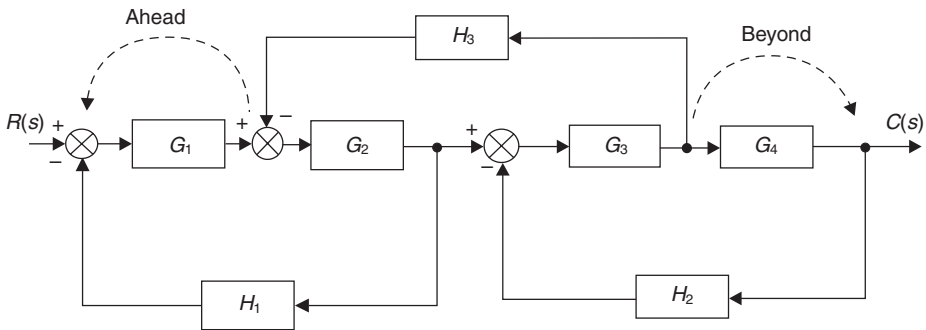 Ahead
H₃
Beyond
R(s)
+
−
G₁
+
−
G₂
+
−
G₃
G₄
C(s)
H₁
H₂